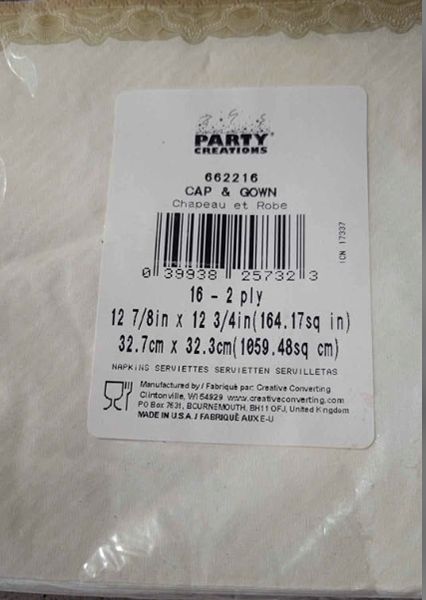 PARTY
CREATIONS
662216
CAP & GOWN
Chapeau et Robe
0 39938 25732 3
ICN 17337
16 - 2 ply
12 7/8in x 12 3/4in(164.17sq in)
32.7cm x 32.3cm(1059.48sq cm)
NAPKINS SERVIETTES SERVIETTEN SERVILLETAS
Manufactured by / Fabriqué par: Creative Converting
Clintonville, WI 54929 www.creativeconverting.com
PO Box 7631, BOURNEMOUTH, BH11 OFJ, United Kingdom
MADE IN U.S.A. / FABRIQUÉ AUX E-U